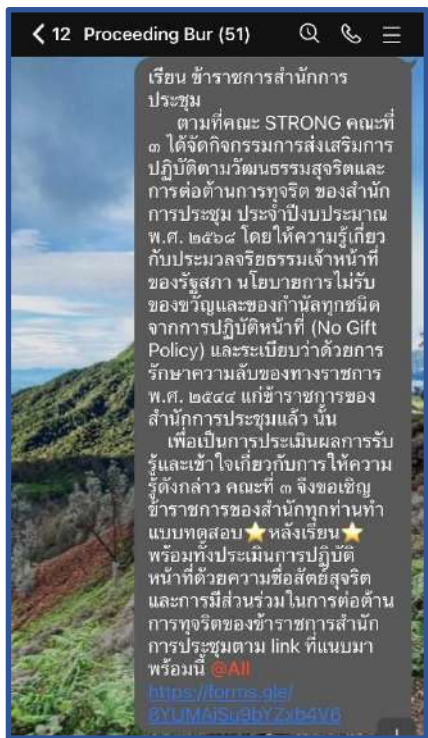 12 Proceeding Bur (51)
เรียน ข้าราชการสำนักการ
ประชุม
ตามที่คณะ STRONG คณะที่
๓ ได้จัดกิจกรรมการส่งเสริมการ
ปฏิบัติตามวัฒนธรรมสุจริตและ
การต่อต้านการทุจริต ของสำนัก
การประชุม ประจำปีงบประมาณ
พ.ศ. ๒๕๖๘ โดยให้ความรู้เกี่ยว
กับประมวลจริยธรรมเจ้าหน้าที่
ของรัฐสภา นโยบายการไม่รับ
ของขวัญและของกำนัลทุกชนิด
จากการปฏิบัติหน้าที่ (No Gift
Policy) และระเบียบว่าด้วยการ
รักษาความลับของทางราชการ
พ.ศ. ๒๕๔๔ แก่ข้าราชการของ
สำนักการประชุมแล้ว นั้น
เพื่อเป็นการประเมินผลการรับ
รู้และเข้าใจเกี่ยวกับการให้ความ
รู้ดังกล่าว คณะที่ ๓ จึงขอเชิญ
ข้าราชการของสำนักทุกท่านทำ
แบบทดสอบ⭐หลังเรียน⭐
พร้อมทั้งประเมินการปฏิบัติ
หน้าที่ด้วยความซื่อสัตย์สุจริต
และการมีส่วนร่วมในการต่อต้าน
การทุจริตของข้าราชการสำนัก
การประชุมตาม link ที่แนบมา
พร้อมนี้ @All
https://forms.gle/